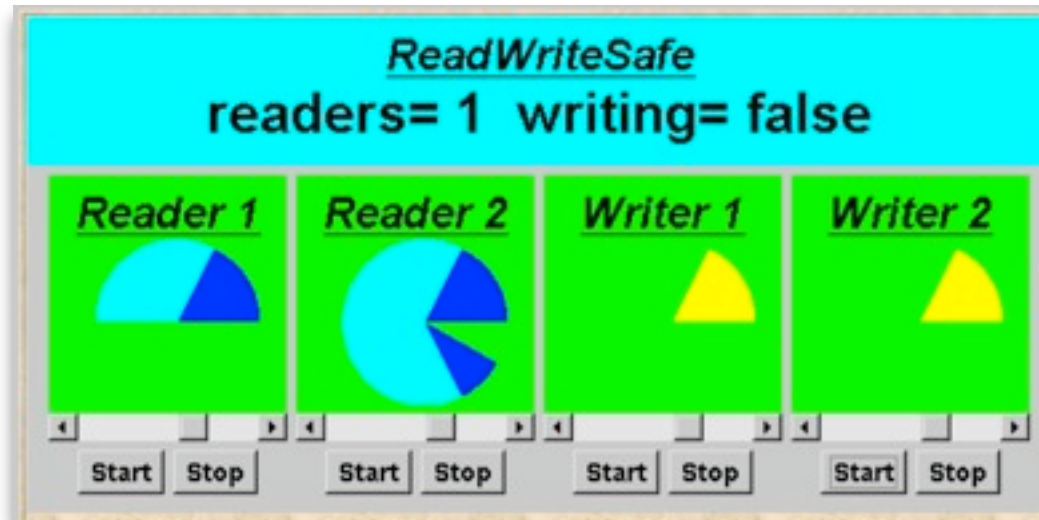 ReadWriteSafe
readers= 1 writing= false
Reader 1 Reader 2 Writer 1 Writer 2
Start Stop Start Stop Start Stop Start Stop